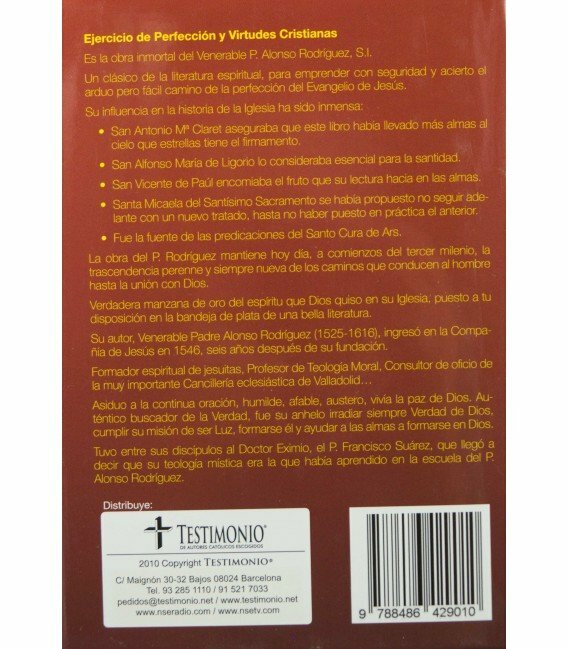 Ejercicio de Perfección y Virtudes Cristianas
Es la obra inmortal del Venerable P. Alonso Rodríguez, S.I.
Un clásico de la literatura espiritual, para emprender con seguridad y acierto el
arduo pero fácil camino de la perfección del Evangelio de Jesús.
Su influencia en la historia de la Iglesia ha sido inmensa:
• San Antonio Mª Claret aseguraba que este libro había llevado más almas al
cielo que estrellas tiene el firmamento.
• San Alfonso María de Ligorio lo consideraba esencial para la santidad.
• San Vicente de Paúl encomiaba el fruto que su lectura hacía en las almas.
• Santa Micaela del Santísimo Sacramento se había propuesto no seguir ade-
lante con un nuevo tratado, hasta no haber puesto en práctica el anterior.
• Fue la fuente de las predicaciones del Santo Cura de Ars.
La obra del P. Rodríguez mantiene hoy día, a comienzos del tercer milenio, la
trascendencia perenne y siempre nueva de los caminos que conducen al hombre
hasta la unión con Dios.
Verdadera manzana de oro del espíritu que Dios quiso en su Iglesia, puesto a tu
disposición en la bandeja de plata de una bella literatura.
Su autor, Venerable Padre Alonso Rodríguez (1525-1616), ingresó en la Compa-
ñía de Jesús en 1546, seis años después de su fundación.
Formador espiritual de jesuitas, Profesor de Teología Moral, Consultor de oficio de
la muy importante Cancillería eclesiástica de Valladolid…
Asiduo a la continua oración, humilde, afable, austero, vivía la paz de Dios. Au-
téntico buscador de la Verdad, fue su anhelo irradiar siempre Verdad de Dios,
cumplir su misión de ser Luz, formarse él y ayudar a las almas a formarse en Dios.
Tuvo entre sus discípulos al Doctor Eximio, el P. Francisco Suárez, que llegó a
decir que su teología mística era la que había aprendido en la escuela del P.
Alonso Rodríguez.
Distribuye:
TESTIMONIO®
DE AUTORES CATÓLICOS ESCOGIDOS
2010 Copyright TESTIMONIO®
C/ Maignón 30-32 Bajos 08024 Barcelona
Tel. 93 285 1110 / 91 521 7033
pedidos@testimonio.net / www.testimonio.net
www.nseradio.com / www.nsetv.com
9 788486 429010